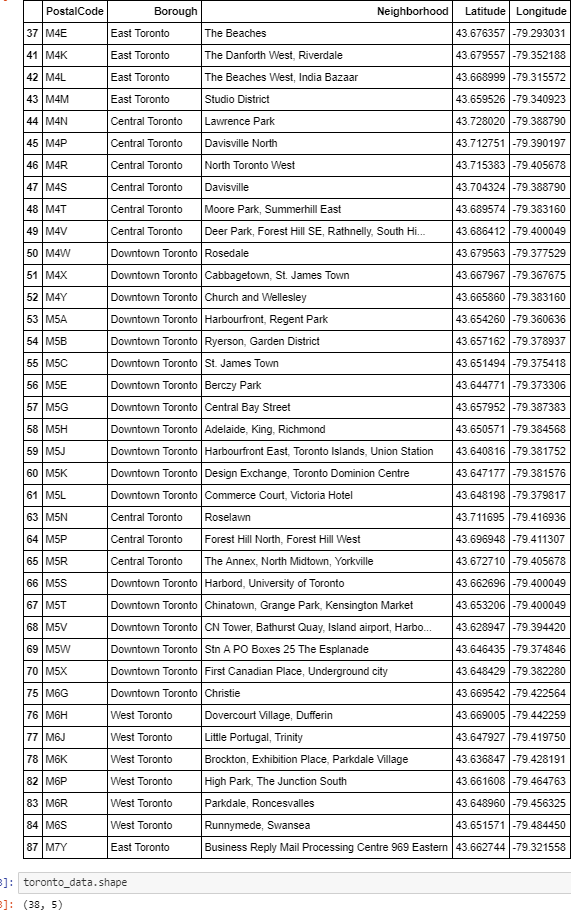 PostalCode Borough Neighborhood Latitude Longitude
37 M4E East Toronto The Beaches 43.676357 -79.293031
41 M4K East Toronto The Danforth West, Riverdale 43.679557 -79.352188
42 M4L East Toronto The Beaches West, India Bazaar 43.668999 -79.315572
43 M4M East Toronto Studio District 43.659526 -79.340923
44 M4N Central Toronto Lawrence Park 43.728020 -79.388790
45 M4P Central Toronto Davisville North 43.712751 -79.390197
46 M4R Central Toronto North Toronto West 43.715383 -79.405678
47 M4S Central Toronto Davisville 43.704324 -79.388790
48 M4T Central Toronto Moore Park, Summerhill East 43.689574 -79.383160
49 M4V Central Toronto Deer Park, Forest Hill SE, Rathnelly, South Hi... 43.686412 -79.400049
50 M4W Downtown Toronto Rosedale 43.679563 -79.377529
51 M4X Downtown Toronto Cabbagetown, St. James Town 43.667967 -79.367675
52 M4Y Downtown Toronto Church and Wellesley 43.665860 -79.383160
53 M5A Downtown Toronto Harbourfront, Regent Park 43.654260 -79.360636
54 M5B Downtown Toronto Ryerson, Garden District 43.657162 -79.378937
55 M5C Downtown Toronto St. James Town 43.651494 -79.375418
56 M5E Downtown Toronto Berczy Park 43.644771 -79.373306
57 M5G Downtown Toronto Central Bay Street 43.657952 -79.387383
58 M5H Downtown Toronto Adelaide, King, Richmond 43.650571 -79.384568
59 M5J Downtown Toronto Harbourfront East, Toronto Islands, Union Station 43.640816 -79.381752
60 M5K Downtown Toronto Design Exchange, Toronto Dominion Centre 43.647177 -79.381576
61 M5L Downtown Toronto Commerce Court, Victoria Hotel 43.648198 -79.379817
63 M5N Central Toronto Roselawn 43.711695 -79.416936
64 M5P Central Toronto Forest Hill North, Forest Hill West 43.696948 -79.411307
65 M5R Central Toronto The Annex, North Midtown, Yorkville 43.672710 -79.405678
66 M5S Downtown Toronto Harbord, University of Toronto 43.662696 -79.400049
67 M5T Downtown Toronto Chinatown, Grange Park, Kensington Market 43.653206 -79.400049
68 M5V Downtown Toronto CN Tower, Bathurst Quay, Island airport, Harbo... 43.628947 -79.394420
69 M5W Downtown Toronto Stn A PO Boxes 25 The Esplanade 43.646435 -79.374846
70 M5X Downtown Toronto First Canadian Place, Underground city 43.648429 -79.382280
75 M6G Downtown Toronto Christie 43.669542 -79.422564
76 M6H West Toronto Dovercourt Village, Dufferin 43.669005 -79.442259
77 M6J West Toronto Little Portugal, Trinity 43.647927 -79.419750
78 M6K West Toronto Brockton, Exhibition Place, Parkdale Village 43.636847 -79.428191
82 M6P West Toronto High Park, The Junction South 43.661608 -79.464763
83 M6R West Toronto Parkdale, Roncesvalles 43.648960 -79.456325
84 M6S West Toronto Runnymede, Swansea 43.651571 -79.484450
87 M7Y East Toronto Business Reply Mail Processing Centre 969 Eastern 43.662744 -79.321558
]: toronto_data.shape
]: (38, 5)